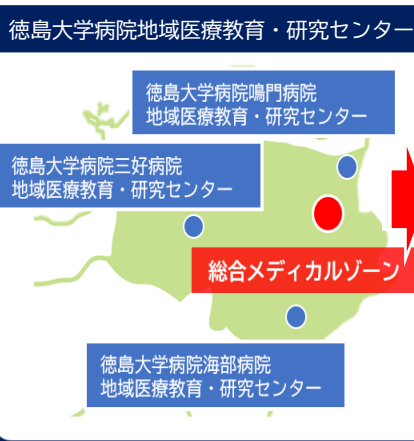 徳島大学病院地域医療教育・研究センター
徳島大学病院鳴門病院
地域医療教育・研究センター
徳島大学病院三好病院
地域医療教育・研究センター
総合メディカルゾーン
徳島大学病院海部病院
地域医療教育・研究センター